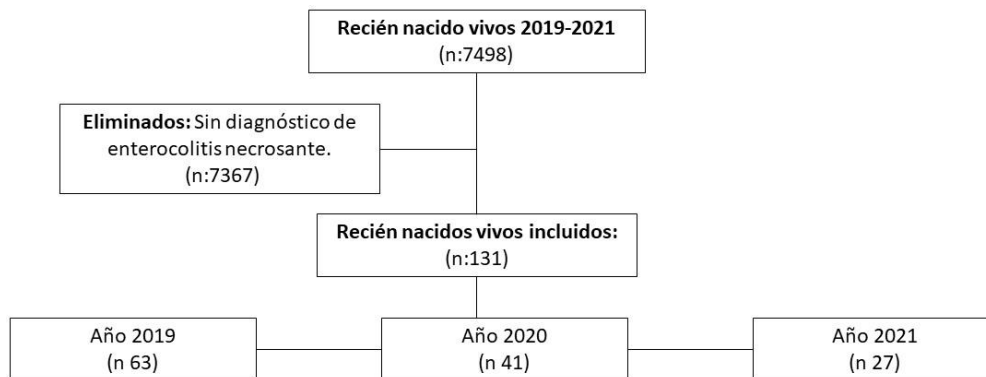 Recién nacido vivos 2019-2021
(n:7498)
Eliminados: Sin diagnóstico de
enterocolitis necrosante.
(n:7367)
Recién nacidos vivos incluidos:
(n:131)
Año 2019
(n 63)
Año 2020
(n 41)
Año 2021
(n 27)